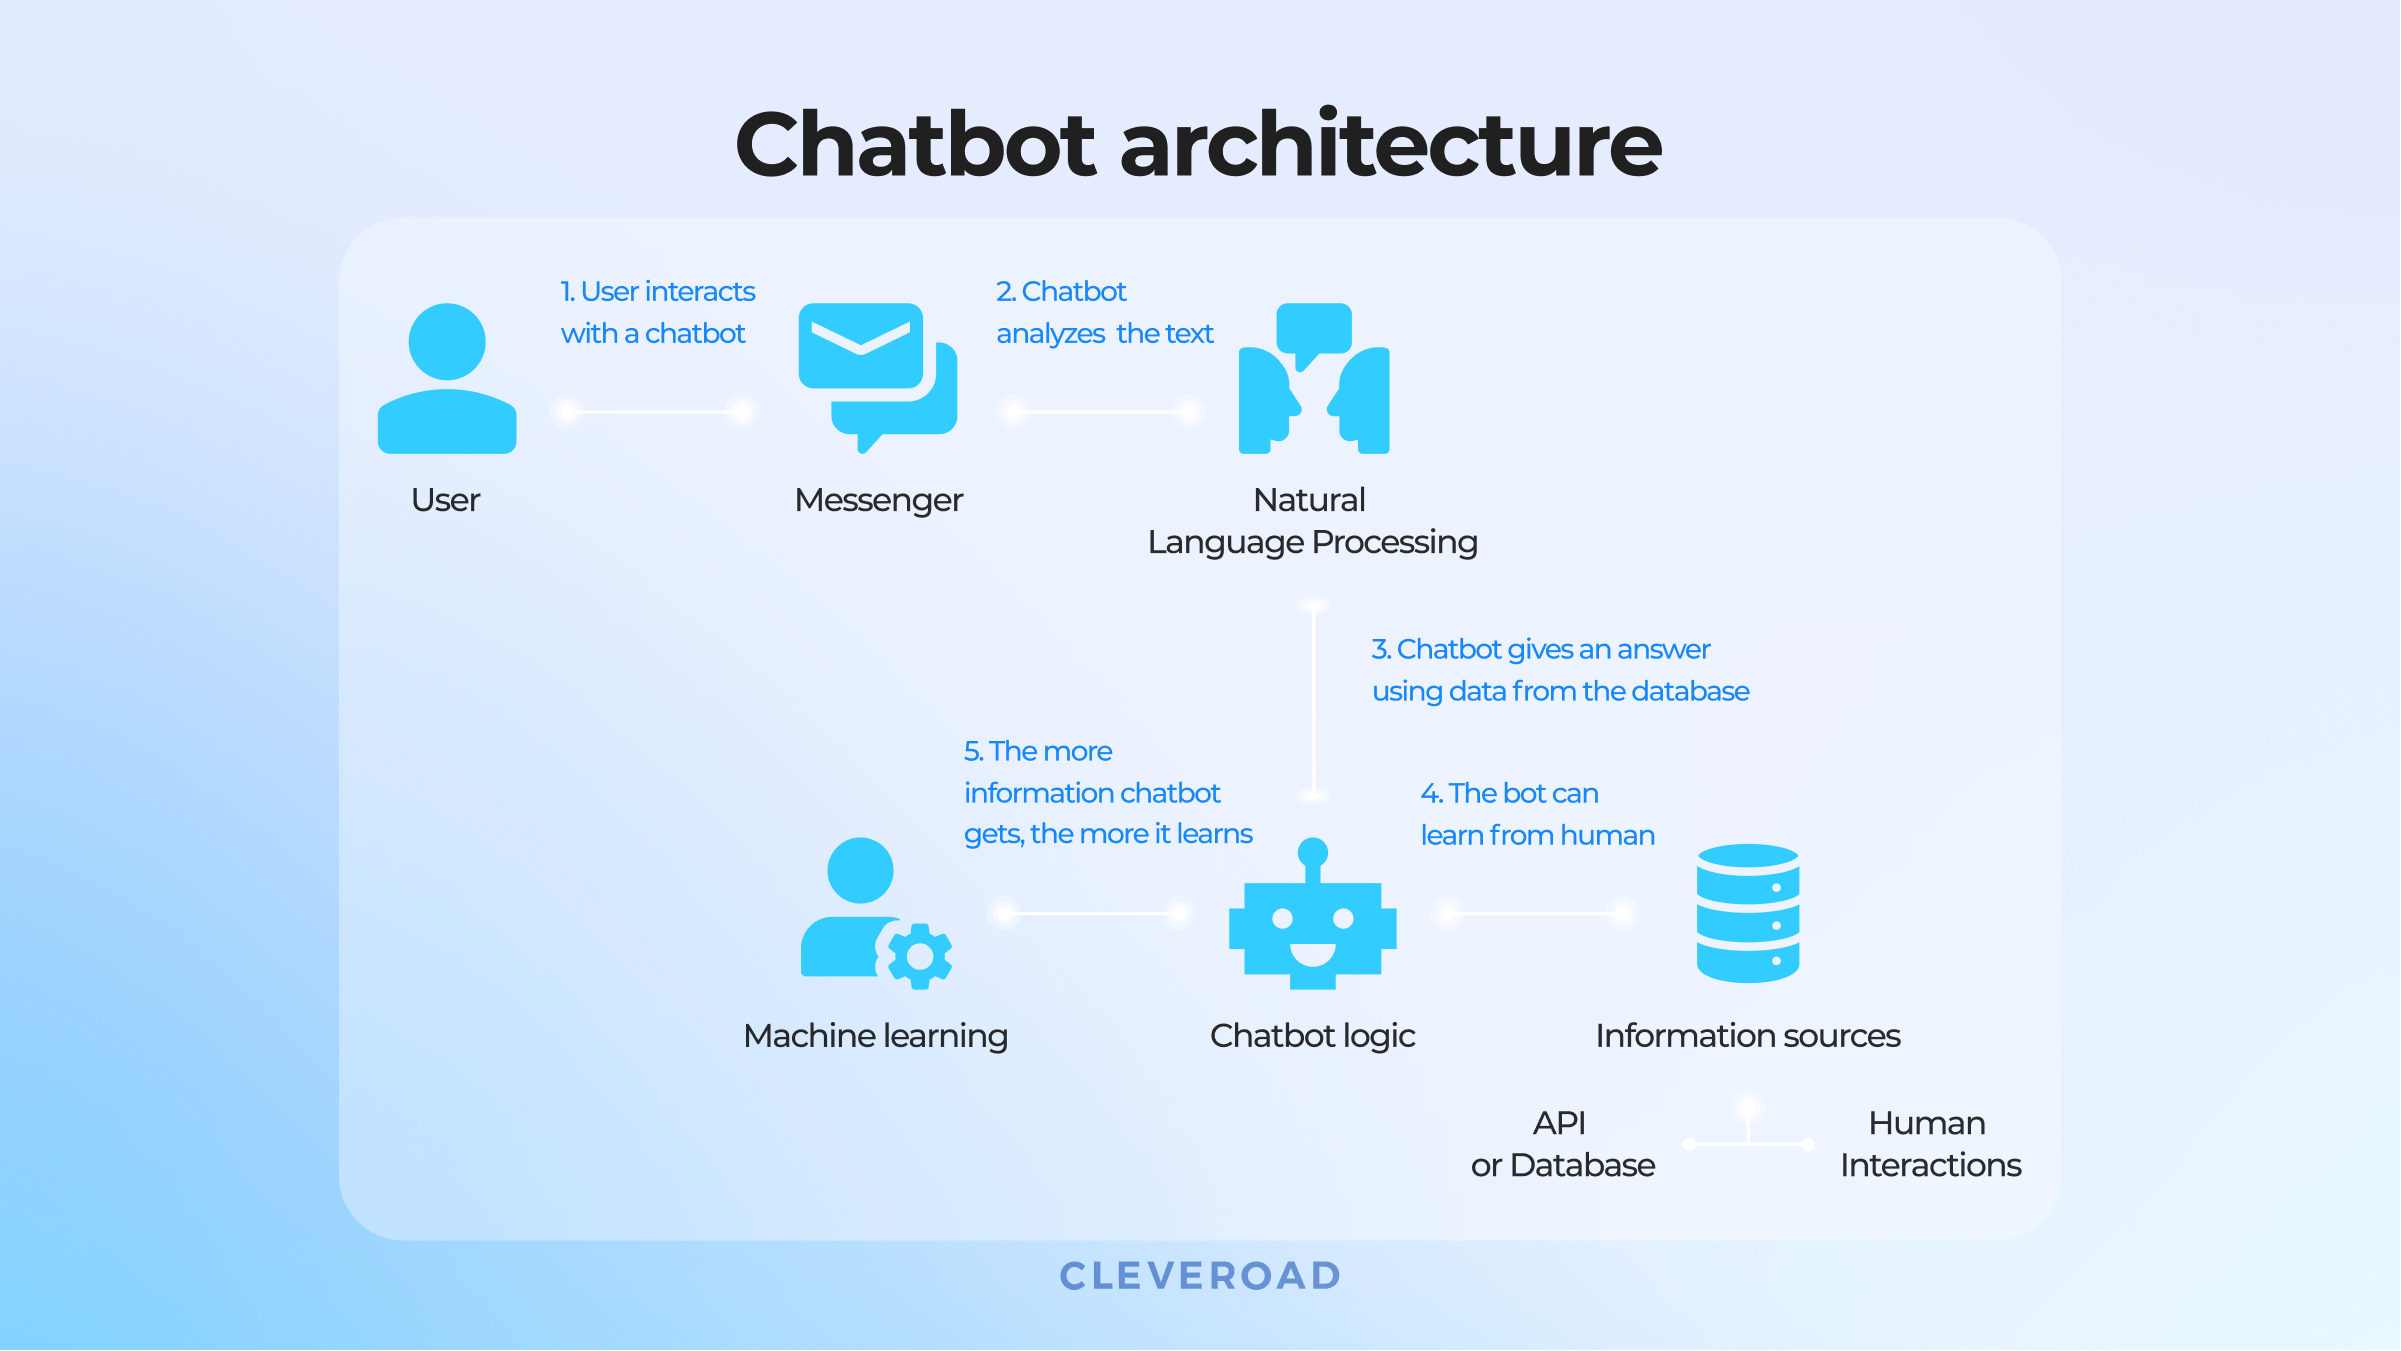 Chatbot architecture
1. User interacts
with a chatbot
2. Chatbot
analyzes the text
User
Messenger
Natural
Language Processing
3. Chatbot gives an answer
using data from the database
5. The more
information chatbot
gets, the more it learns
4. The bot can
learn from human
Machine learning
Chatbot logic
Information sources
API
or Database
Human
Interactions
CLEVEROAD